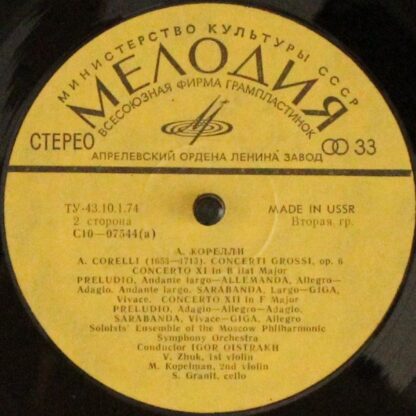 МИНИСТЕРСТВО КУЛЬТУРЫ СССР
МЕЛОДИЯ
ВСЕСОЮЗНАЯ ФИРМА ГРАМПЛАСТИНОК
СТЕРЕО
33
АПРЕЛЕВСКИЙ ОРДЕНА ЛЕНИНА ЗАВОД
ТУ-43.10.1.74
MADE IN USSR
2 сторона
Вторая. гр.
С10—07544(а)
А. КОРЕЛЛИ
A. CORELLI (1653—1713). CONCERTI GROSSI, op. 6
CONCERTO XI in B flat Major
PRELUDIO, Andante largo—ALLEMANDA, Allegro—
Adagio. Andante largo. SARABANDA, Largo—GIGA,
Vivace. CONCERTO XII in F Major
PRELUDIO, Adagio—Allegro—Adagio,
SARABANDA, Vivace—GIGA, Allegro
Soloists' Ensemble of the Moscow Philharmonic
Symphony Orchestra
Conductor IGOR OISTRAKH
V. Zhuk, 1st violin
M. Kopelman, 2nd violin
S. Granit, cello